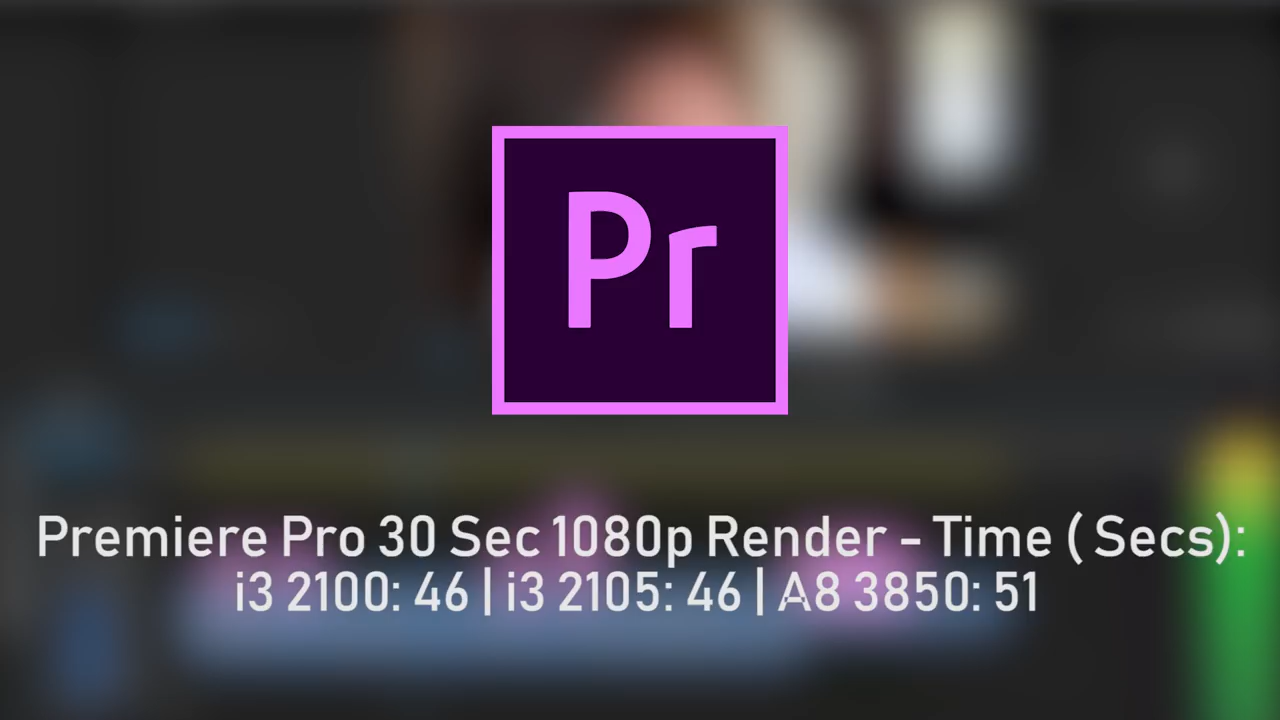 Pr
Premiere Pro 30 Sec 1080p Render - Time ( Secs):
i3 2100: 46 | i3 2105: 46 | A8 3850: 51